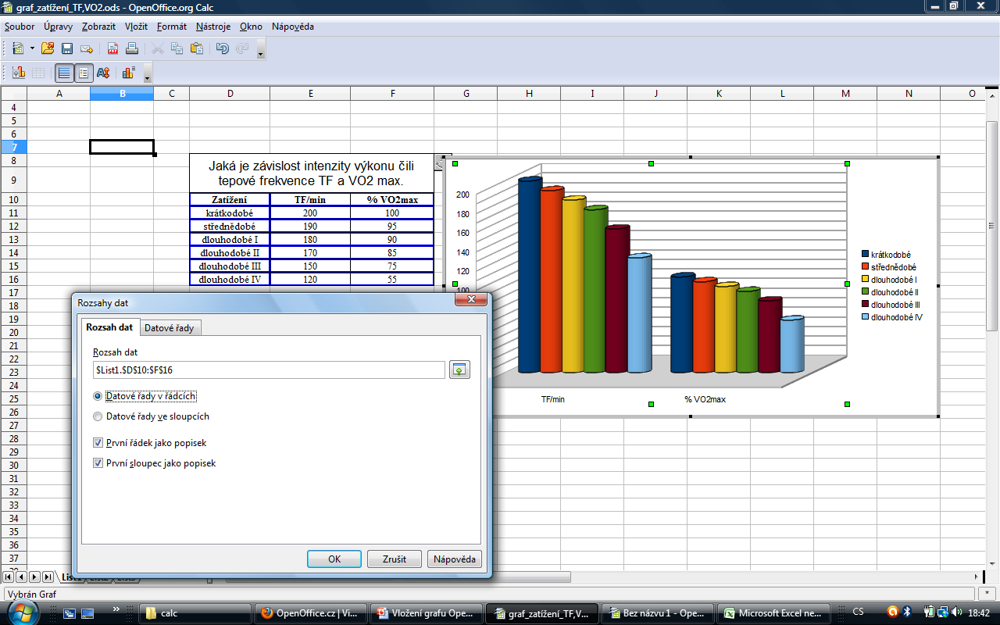 graf_zatížení_TF,VO2.ods - OpenOffice.org Calc
Soubor Úpravy Zobrazit Vložit Formát Nástroje Okno Nápověda
A B C D E F G H I J K L M N O
4
5
6
7
8
9
10
11
12
13
14
15
16
17
18
19
20
21
22
23
24
25
26
27
28
29
30
31
32
33
34
35
36
37
Jaká je závislost intenzity výkonu čili
tepové frekvence TF a VO2 max.
Zatížení TF/min % VO2max
krátkodobé 200 100
střednědobé 190 95
dlouhodobé I 180 90
dlouhodobé II 170 85
dlouhodobé III 150 75
dlouhodobé IV 120 55
200
180
160
140
120
100
TF/min % VO2max
krátkodobé
střednědobé
dlouhodobé I
dlouhodobé II
dlouhodobé III
dlouhodobé IV
Rozsahy dat
Rozsah dat Datové řady
Rozsah dat
$List1.$D$10:$F$16
Datové řady v řádcích
Datové řady ve sloupcích
První řádek jako popisek
První sloupec jako popisek
OK Zrušit Nápověda
Vybrán Graf *
calc OpenOffice.cz | Vi... Vložení grafu Ope... graf_zatížení_TF,V... Bez názvu 1 - Ope... Microsoft Excel ne... CS 18:42